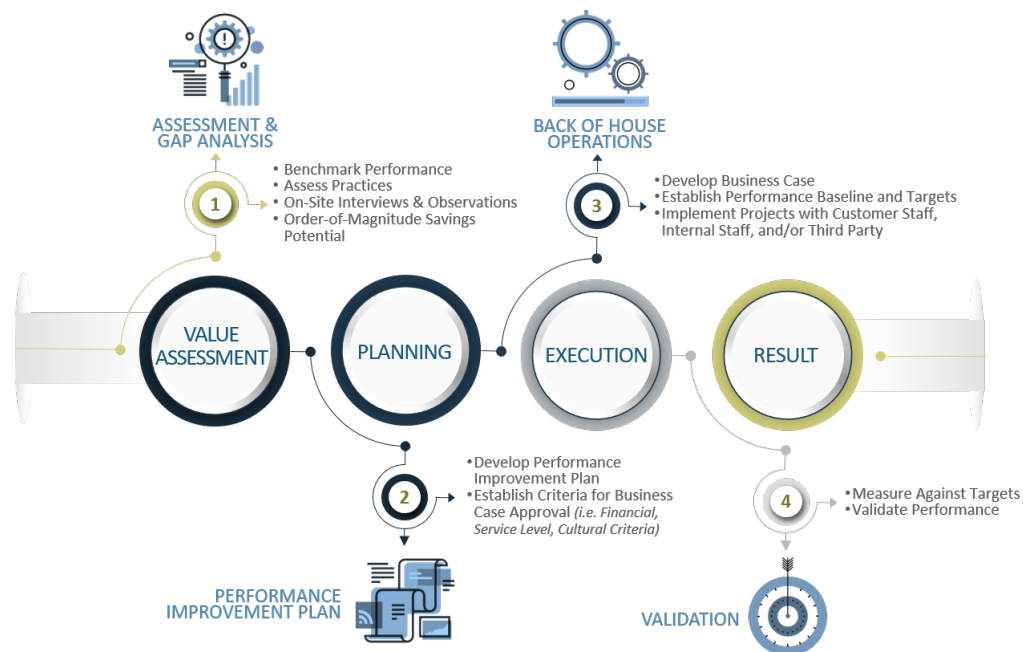 ASSESSMENT &
GAP ANALYSIS
1
• Benchmark Performance
• Assess Practices
• On-Site Interviews & Observations
• Order-of-Magnitude Savings
Potential
BACK OF HOUSE
OPERATIONS
3
•Develop Business Case
•Establish Performance Baseline and Targets
•Implement Projects with Customer Staff,
Internal Staff, and/or Third Party
VALUE
ASSESSMENT
PLANNING
EXECUTION
RESULT
2
•Develop Performance
Improvement Plan
•Establish Criteria for Business
Case Approval (i.e. Financial,
Service Level, Cultural Criteria)
PERFORMANCE
IMPROVEMENT PLAN
4
• Measure Against Targets
• Validate Performance
VALIDATION